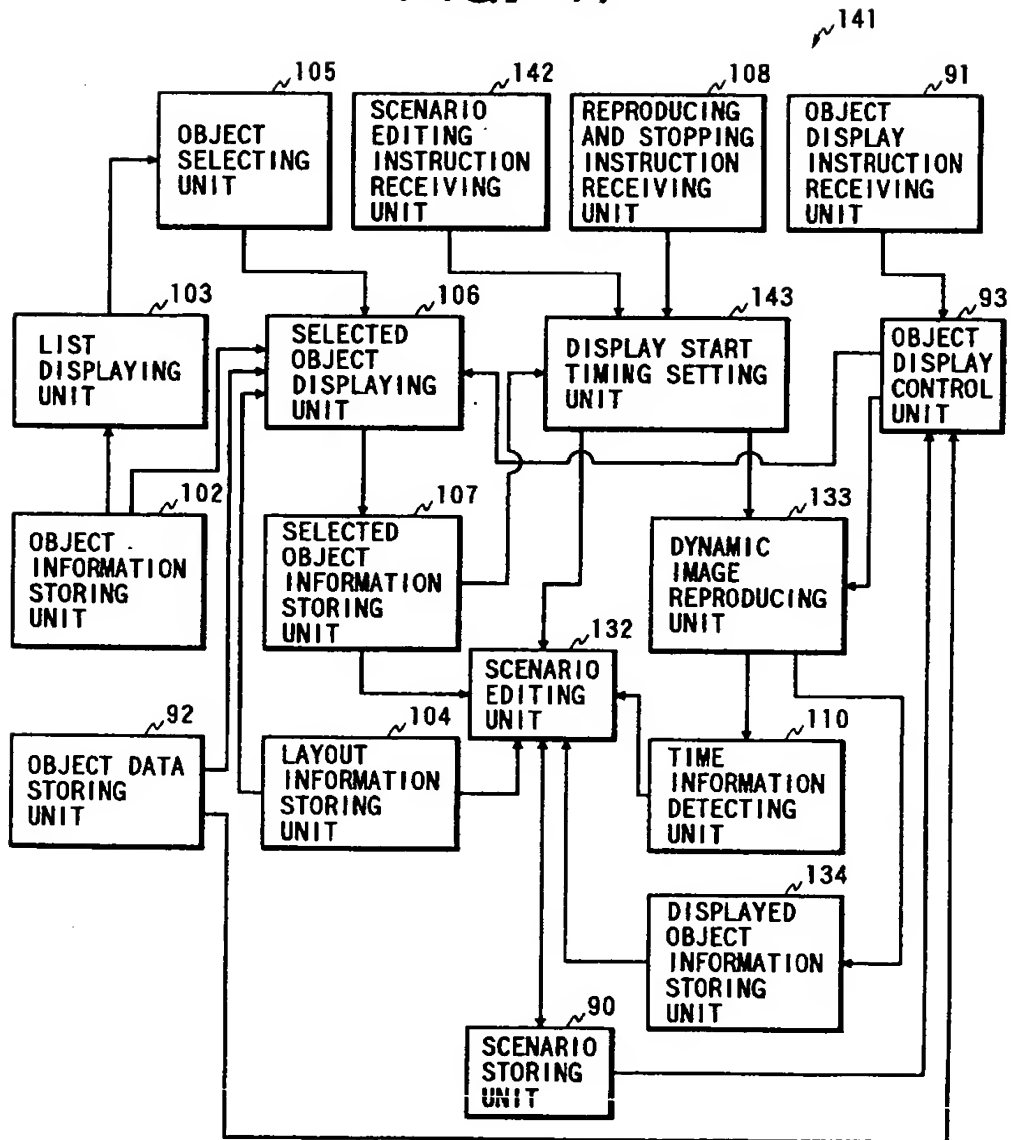 141
105
OBJECT
SELECTING
UNIT
142
SCENARIO
EDITING
INSTRUCTION
RECEIVING
UNIT
108
REPRODUCING
AND STOPPING
INSTRUCTION
RECEIVING
UNIT
91
OBJECT
DISPLAY
INSTRUCTION
RECEIVING
UNIT
103
LIST
DISPLAYING
UNIT
106
SELECTED
OBJECT
DISPLAYING
UNIT
143
DISPLAY START
TIMING SETTING
UNIT
93
OBJECT
DISPLAY
CONTROL
UNIT
102
OBJECT
INFORMATION
STORING
UNIT
107
SELECTED
OBJECT
INFORMATION
STORING
UNIT
133
DYNAMIC
IMAGE
REPRODUCING
UNIT
132
SCENARIO
EDITING
UNIT
92
OBJECT DATA
STORING
UNIT
104
LAYOUT
INFORMATION
STORING
UNIT
110
TIME
INFORMATION
DETECTING
UNIT
134
DISPLAYED
OBJECT
INFORMATION
STORING
UNIT
90
SCENARIO
STORING
UNIT